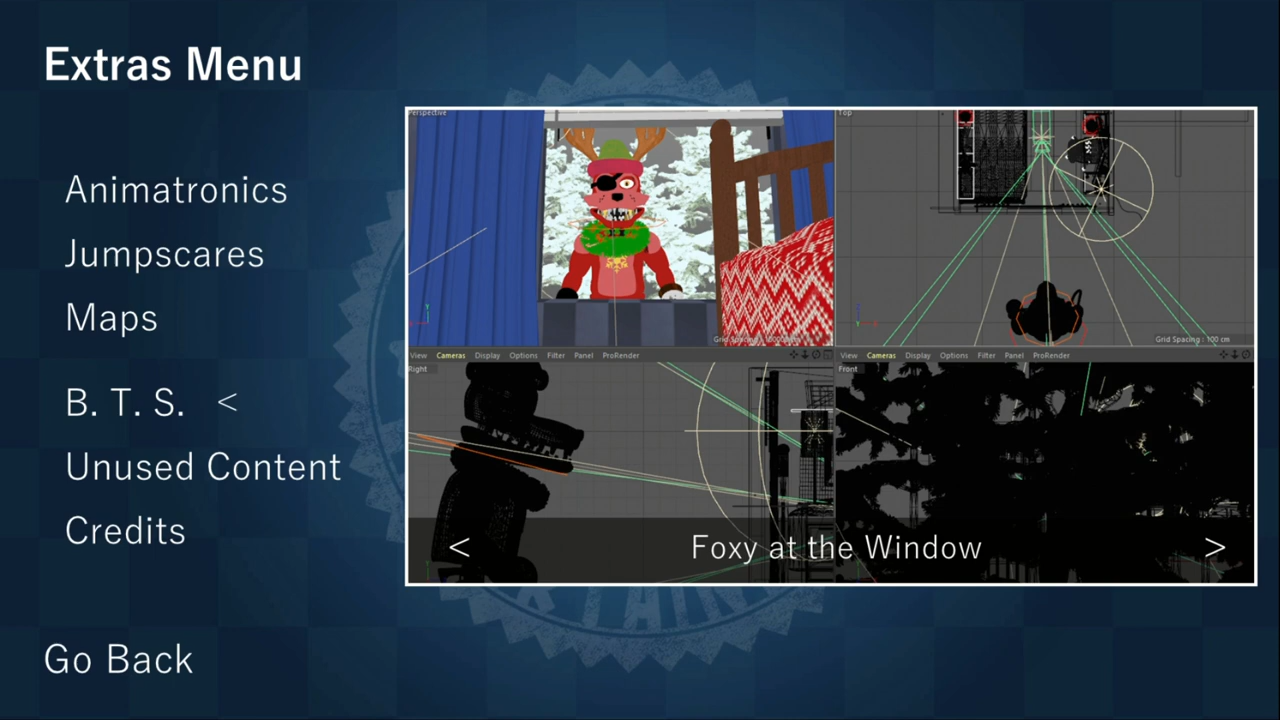 Extras Menu
Animatronics
Jumpscares
Maps
B. T. S. <
Unused Content
Credits
Go Back
Perspective
Top
Grid Spacing : 100 cm
View Cameras Display Options Filter Panel ProRender
View Cameras Display Options Filter Panel ProRender
Right
Front
< Foxy at the Window >